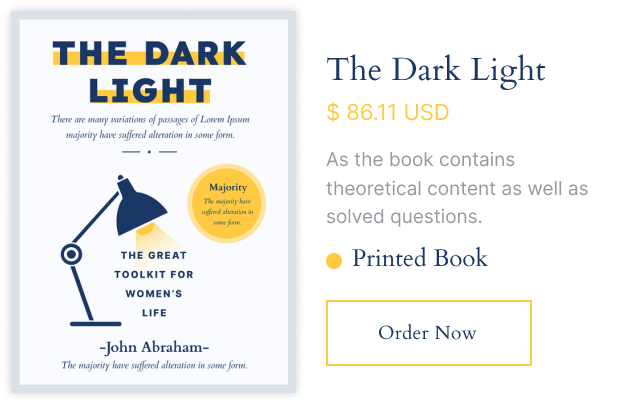 THE DARK
LIGHT
There are many variations of passages of Lorem Ipsum
majority have suffered alteration in some form.
Majority
The majority have
suffered alteration in
some form.
THE GREAT
TOOLKIT FOR
WOMEN'S
LIFE
-John Abraham-
The majority have suffered alteration in some form.
The Dark Light
$ 86.11 USD
As the book contains
theoretical content as well as
solved questions.
Printed Book
Order Now